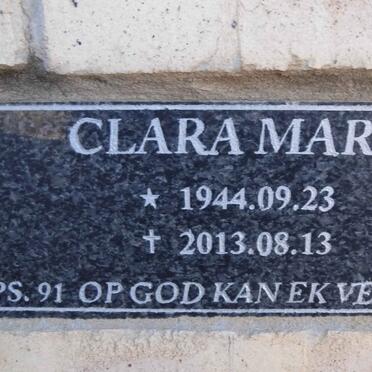 CLARA MAR
★ 1944.09.23
✝ 2013.08.13
PS. 91 OP GOD KAN EK VE